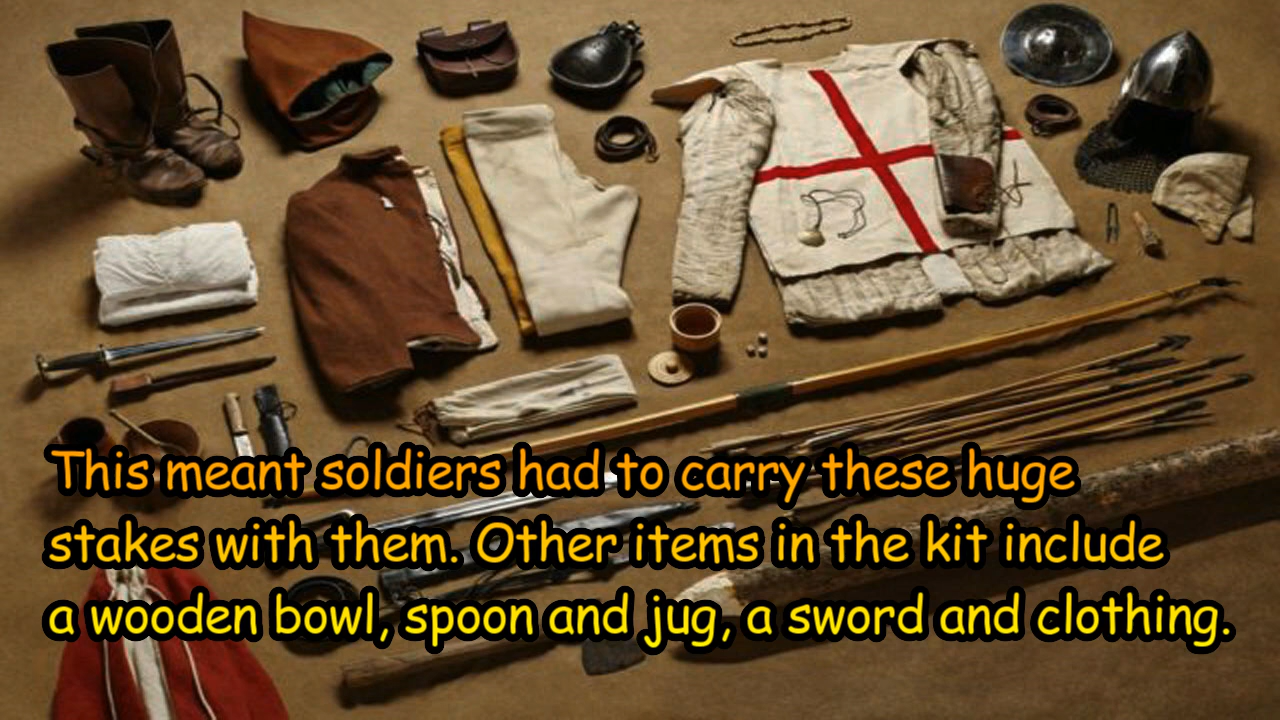 This meant soldiers had to carry these huge
stakes with them. Other items in the kit include
a wooden bowl, spoon and jug, a sword and clothing.